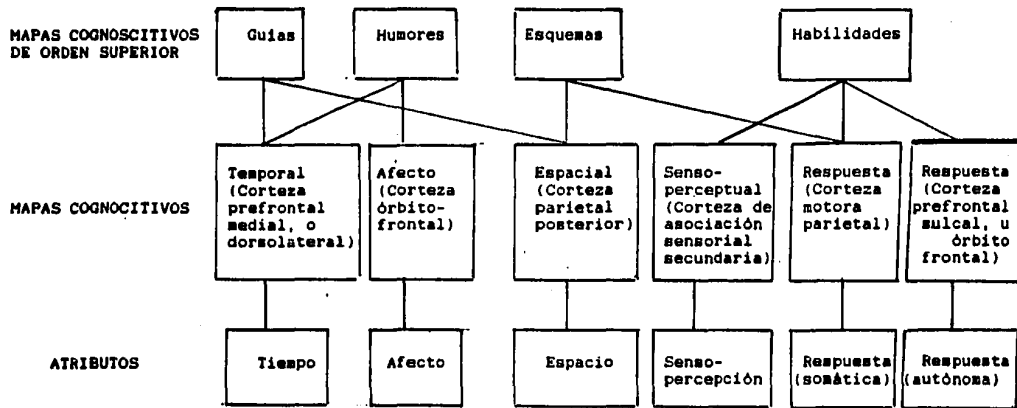 MAPAS COGNOSCITIVOS
DE ORDEN SUPERIOR
Guias
Humores
Esquemas
Habilidades
MAPAS COGNOCITIVOS
Temporal
(Corteza
prefrontal
medial, o
dorsolateral)
Afecto
(Corteza
órbito-
frontal)
Espacial
(Corteza
parietal
posterior)
Senso-
perceptual
(Corteza de
asociación
sensorial
secundaria)
Respuesta
(Corteza
motora
parietal)
Respuesta
(Corteza
prefrontal
sulcal, u
órbito
frontal)
ATRIBUTOS
Tiempo
Afecto
Espacio
Senso-
percepción
Respuesta
(somática)
Respuesta
(autónoma)